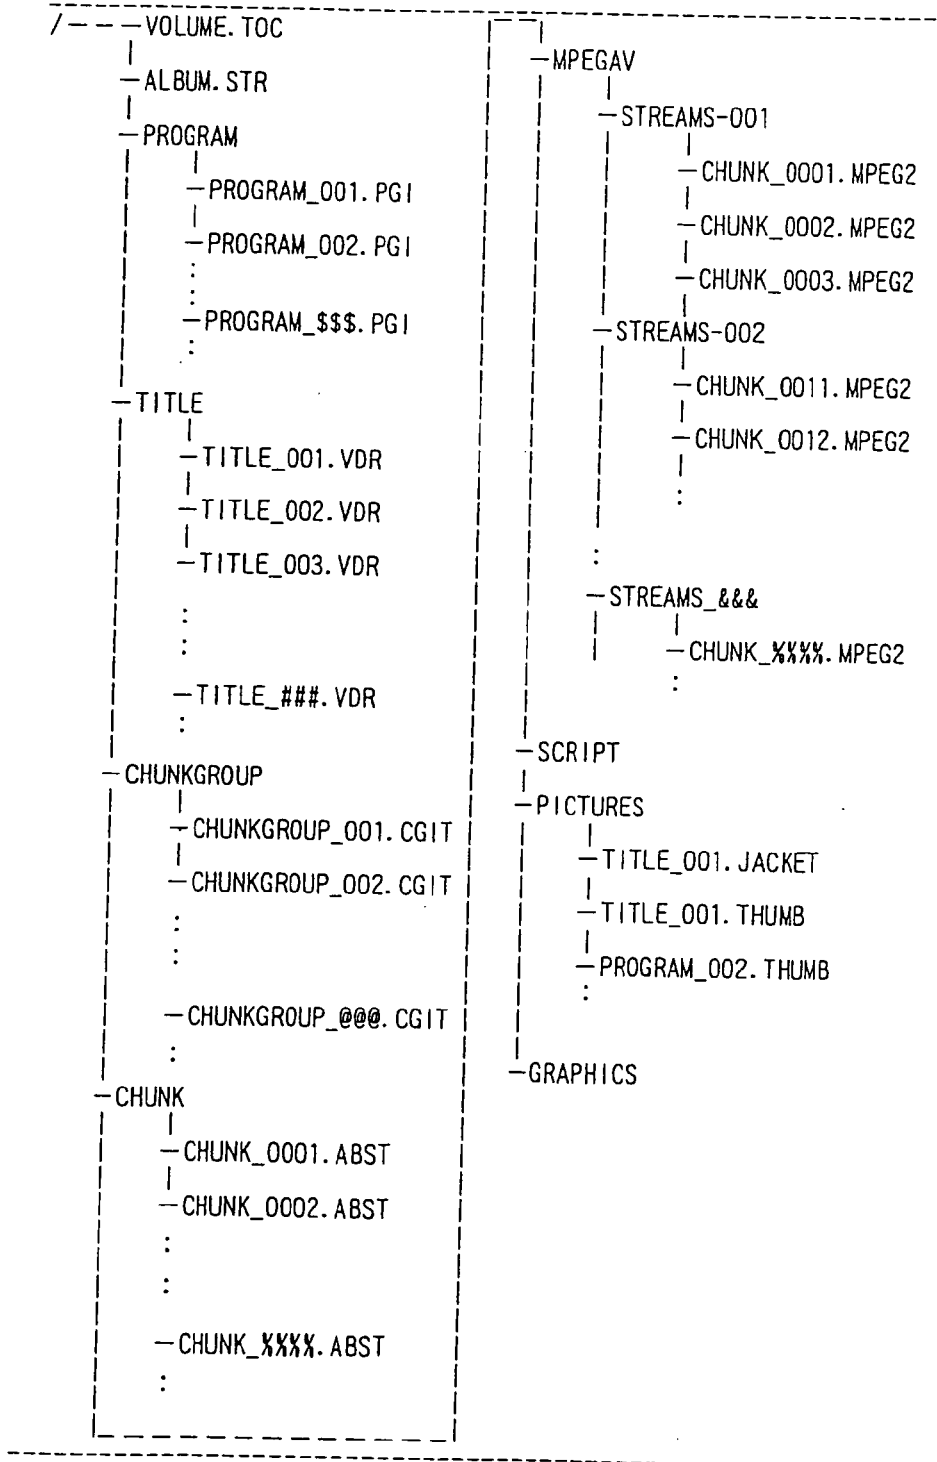 /VOLUME.TOC
ALBUM.STR
PROGRAM
PROGRAM_001.PGI
PROGRAM_002.PGI
PROGRAM_$$$.PGI
TITLE
TITLE_001.VDR
TITLE_002.VDR
TITLE_003.VDR
TITLE_###.VDR
CHUNKGROUP
CHUNKGROUP_001.CGIT
CHUNKGROUP_002.CGIT
CHUNKGROUP_@@@.CGIT
CHUNK
CHUNK_0001.ABST
CHUNK_0002.ABST
CHUNK_%%%%.ABST
MPEGAV
STREAMS-001
CHUNK_0001.MPEG2
CHUNK_0002.MPEG2
CHUNK_0003.MPEG2
STREAMS-002
CHUNK_0011.MPEG2
CHUNK_0012.MPEG2
STREAMS_&&&
CHUNK_%%%%.MPEG2
SCRIPT
PICTURES
TITLE_001.JACKET
TITLE_001.THUMB
PROGRAM_002.THUMB
GRAPHICS